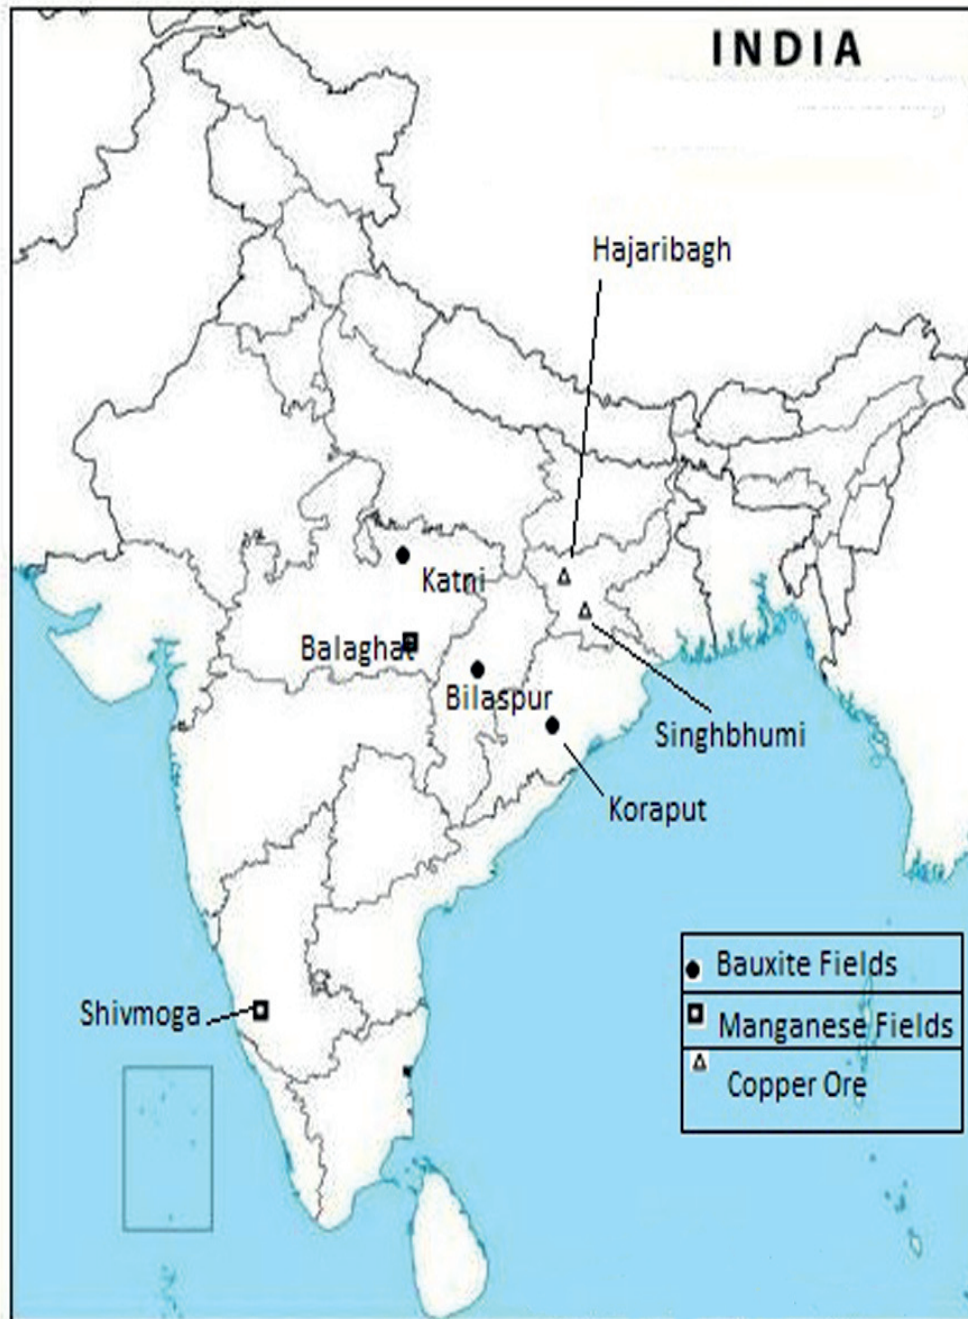 INDIA
Hajaribagh
Katni
Balaghat
Bilaspur
Singhbhumi
Koraput
Shivmoga
Bauxite Fields
Manganese Fields
Copper Ore